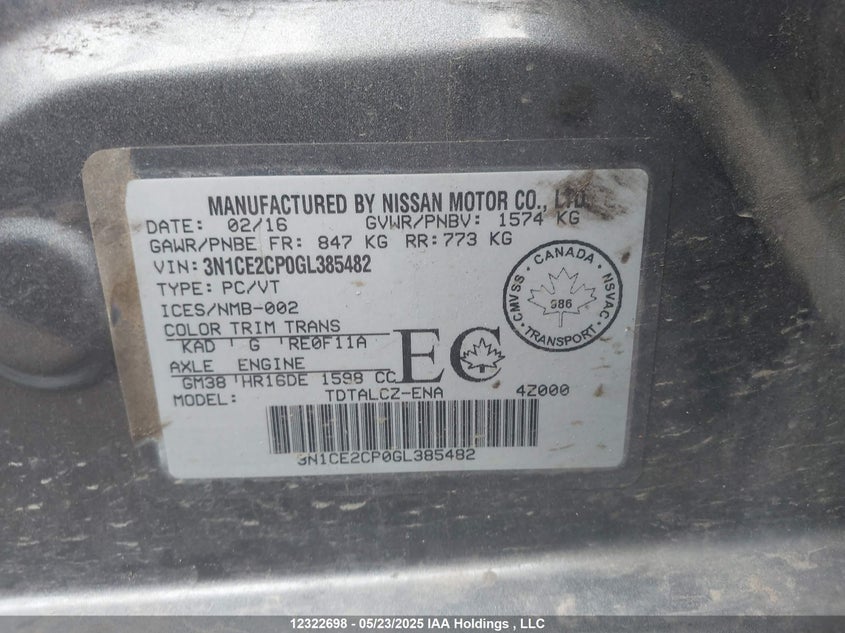 MANUFACTURED BY NISSAN MOTOR CO., LTD.
DATE: 02/16 GVWR/PNBV: 1574 KG
GAWR/PNBE FR: 847 KG RR: 773 KG
VIN: 3N1CE2CP0GL385482
TYPE: PC/VT
ICES/NMB-002
COLOR TRIM TRANS
KAD G RE0F11A
AXLE ENGINE
GM38 HR16DE 1598 CC
EC
MODEL: TDTALCZ-ENA 4Z000
CANADA
CMVSS
NSVAC
986
TRANSPORT
3N1CE2CP0GL385482
12322698 - 05/23/2025 IAA Holdings , LLC